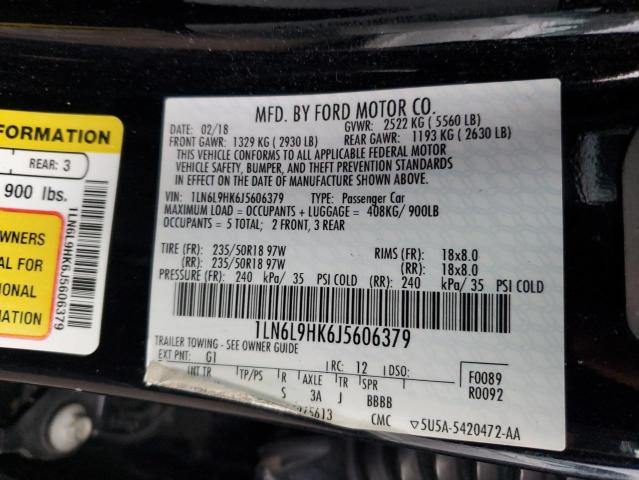 FORMATION
REAR: 3
900 lbs.
WNERS
AL FOR
IONAL
ION
1LN6L9HK6J5606379
MFD. BY FORD MOTOR CO.
DATE: 02/18 GVWR: 2522 KG ( 5560 LB)
FRONT GAWR: 1329 KG ( 2930 LB) REAR GAWR: 1193 KG ( 2630 LB)
THIS VEHICLE CONFORMS TO ALL APPLICABLE FEDERAL MOTOR
VEHICLE SAFETY, BUMPER, AND THEFT PREVENTION STANDARDS
IN EFFECT ON THE DATE OF MANUFACTURE SHOWN ABOVE.
VIN: 1LN6L9HK6J5606379 TYPE: Passenger Car
MAXIMUM LOAD = OCCUPANTS + LUGGAGE = 408KG/ 900LB
OCCUPANTS = 5 TOTAL; 2 FRONT, 3 REAR
TIRE (FR): 235/50R18 97W RIMS (FR): 18x8.0
(RR): 235/50R18 97W (RR): 18x8.0
PRESSURE (FR): 240 kPa/ 35 PSI COLD (RR): 240 kPa/ 35 PSI COLD
1LN6L9HK6J5606379
TRAILER TOWING - SEE OWNER GUIDE
EXT PNT: G1 RC: 12 DSO:
INT TR TP/PS R AXLE TR SPR F0089
S 3A J BBBB R0092
75613 CMC ▽5U5A-5420472-AA